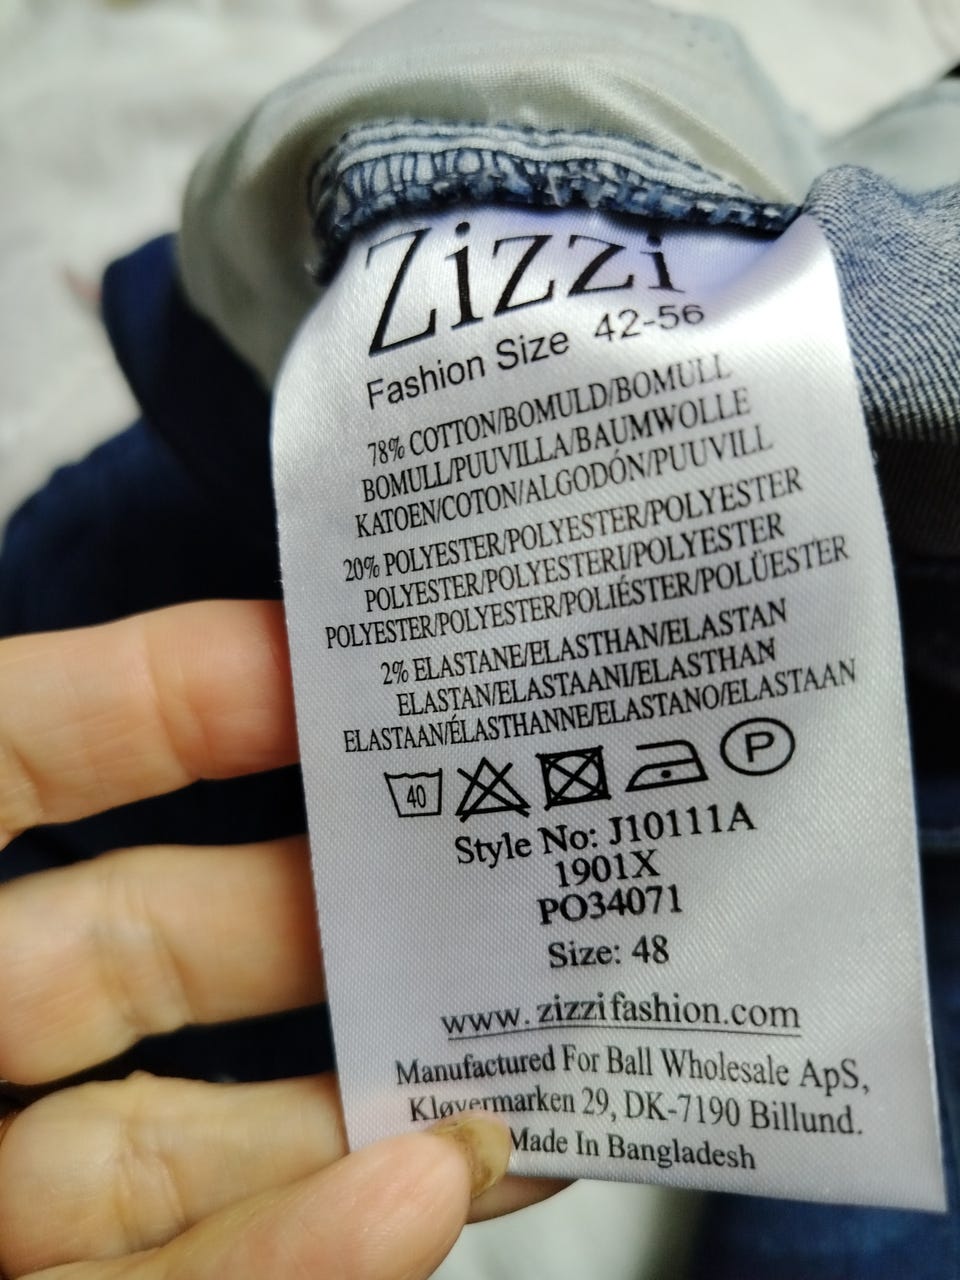 Zizzi
Fashion Size 42-56
78% COTTON/BOMULD/BOMULL
BOMULL/PUUVILLA/BAUMWOLLE
KATOEN/COTON/ALGODÓN/PUUVILL
20% POLYESTER/POLYESTER/POLYESTER
POLYESTER/POLYESTERI/POLYESTER
POLYESTER/POLYESTER/POLIÉSTER/POLÜESTER
2% ELASTANE/ELASTHAN/ELASTAN
ELASTAN/ELASTAANI/ELASTHAN
ELASTAAN/ÉLASTHANNE/ELASTANO/ELASTAAN
40 P
Style No: J10111A
1901X
PO34071
Size: 48
www.zizzifashion.com
Manufactured For Ball Wholesale ApS,
Kløvermarken 29, DK-7190 Billund.
Made In Bangladesh